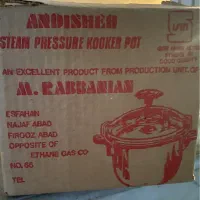 ANDISHEH
STEAM PRESSURE KOOKER POT
AN EXCELLENT PRODUCT FROM PRODUCTION UNIT OF
M. RABBANIAN
ESFAHAN
NAJAF ABAD
FIROOZ ABAD
OPPOSITE OF
ETHANE GAS CO
NO. 66
TEL